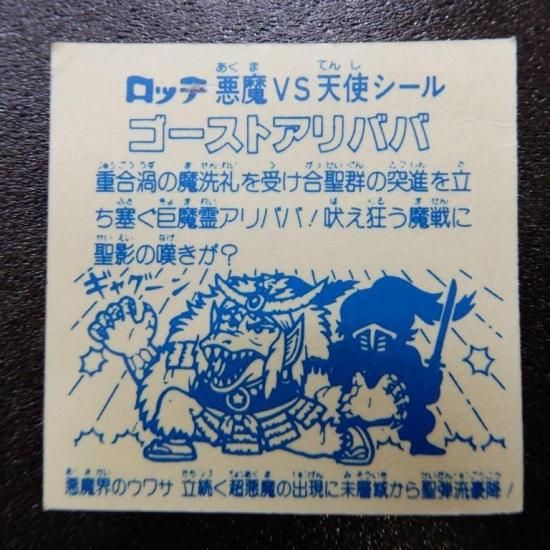 ロッテ 悪魔VS天使シール
ゴーストアリババ
重合渦の魔洗礼を受け合聖群の突進を立
ち塞ぐ巨魔霊アリババ!吠え狂う魔戦に
聖影の嘆きが?
ギャグーン
悪魔界のウワサ 立続く超悪魔の出現に未層域から聖弾流豪降!